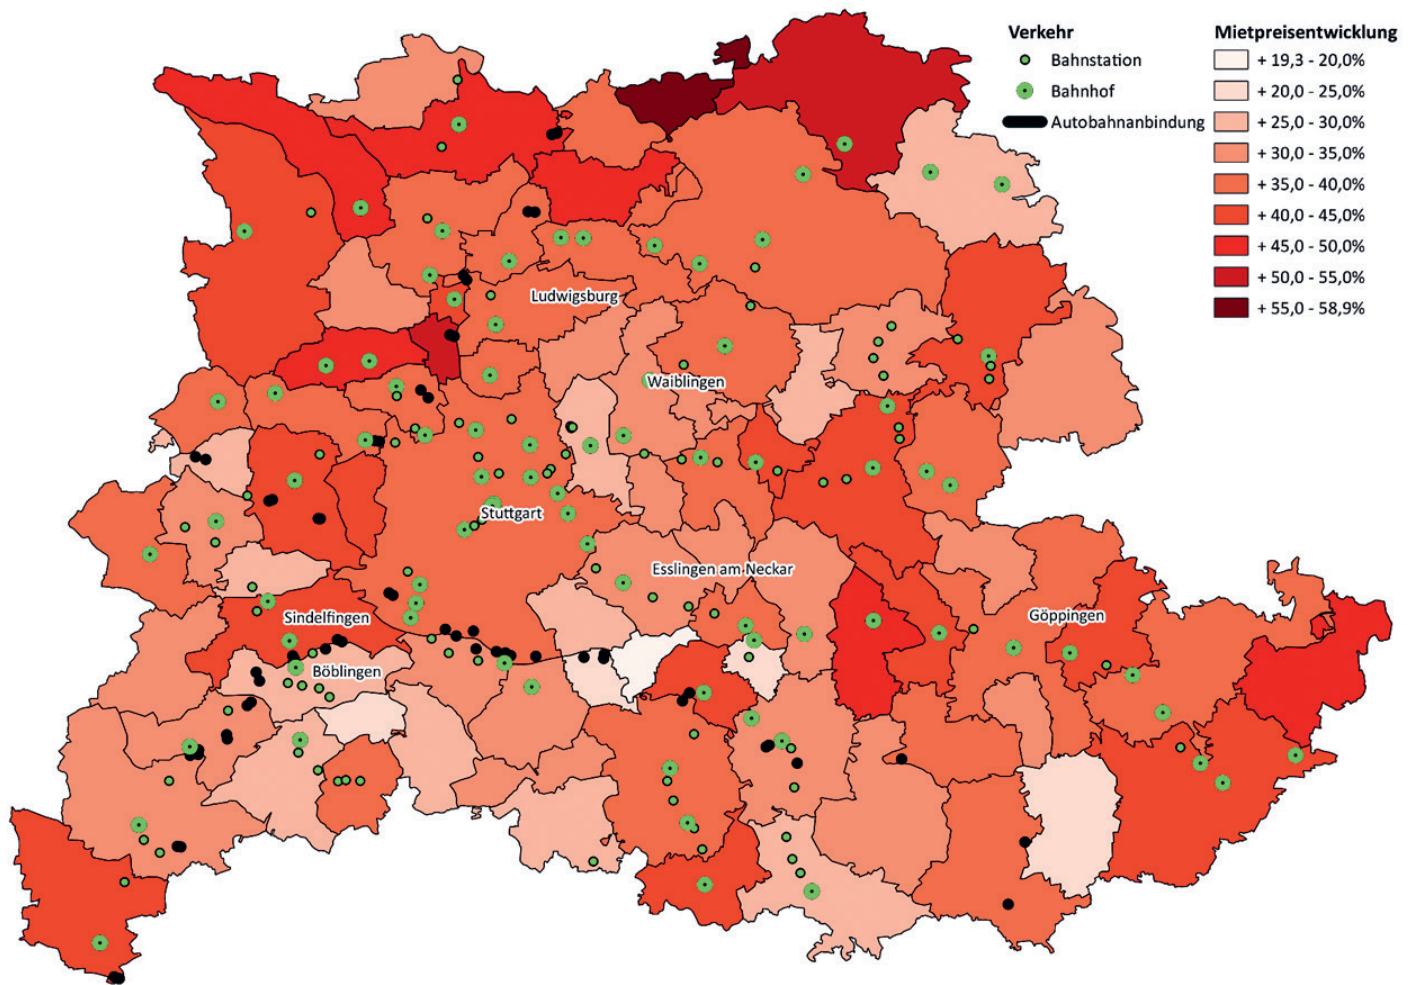 Verkehr
Bahnstation
Bahnhof
Autobahnanbindung
Mietpreisentwicklung
+ 19,3 - 20,0%
+ 20,0 - 25,0%
+ 25,0 - 30,0%
+ 30,0 - 35,0%
+ 35,0 - 40,0%
+ 40,0 - 45,0%
+ 45,0 - 50,0%
+ 50,0 - 55,0%
+ 55,0 - 58,9%
Ludwigsburg
Waiblingen
Stuttgart
Esslingen am Neckar
Sindelfingen
Göppingen
Böblingen